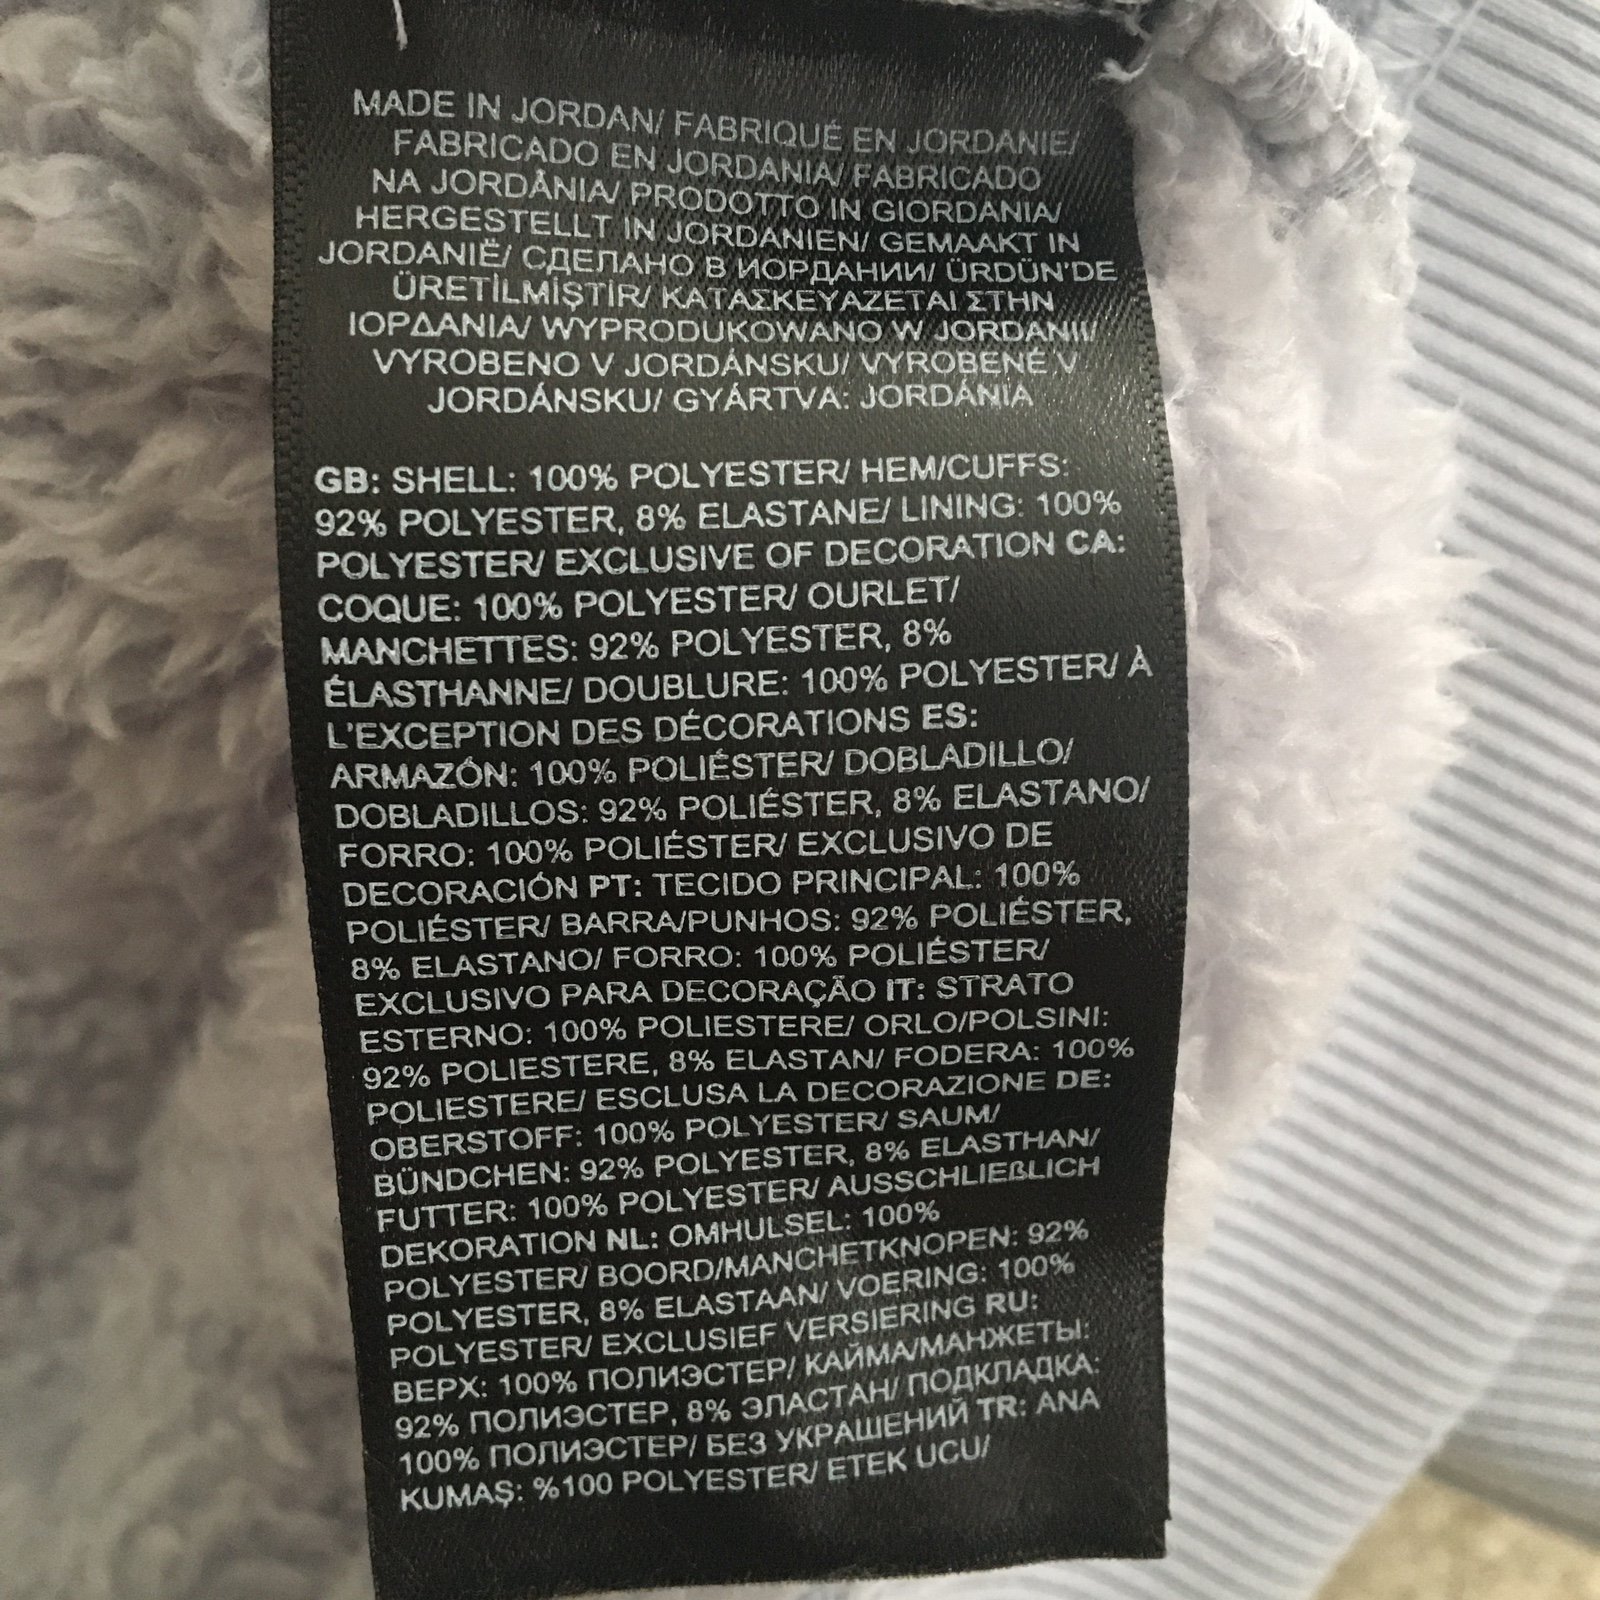 MADE IN JORDAN/ FABRIQUÉ EN JORDANIE/
FABRICADO EN JORDANIA/ FABRICADO
NA JORDÂNIA/ PRODOTTO IN GIORDANIA/
HERGESTELLT IN JORDANIEN/ GEMAAKT IN
JORDANIË/ СДЕЛАНО В ИОРДАНИИ/ ÜRDÜN'DE
ÜRETİLMİŞTİR/ ΚΑΤΑΣΚΕΥΑΖΕΤΑΙ ΣΤΗΝ
ΙΟΡΔΑΝΙΑ/ WYPRODUKOWANO W JORDANII/
VYROBENO V JORDÁNSKU/ VYROBENÉ V
JORDÁNSKU/ GYÁRTVA: JORDÁNIA
GB: SHELL: 100% POLYESTER/ HEM/CUFFS:
92% POLYESTER, 8% ELASTANE/ LINING: 100%
POLYESTER/ EXCLUSIVE OF DECORATION CA:
COQUE: 100% POLYESTER/ OURLET/
MANCHETTES: 92% POLYESTER, 8%
ÉLASTHANNE/ DOUBLURE: 100% POLYESTER/ À
L'EXCEPTION DES DÉCORATIONS ES:
ARMAZÓN: 100% POLIÉSTER/ DOBLADILLO/
DOBLADILLOS: 92% POLIÉSTER, 8% ELASTANO/
FORRO: 100% POLIÉSTER/ EXCLUSIVO DE
DECORACIÓN PT: TECIDO PRINCIPAL: 100%
POLIÉSTER/ BARRA/PUNHOS: 92% POLIÉSTER,
8% ELASTANO/ FORRO: 100% POLIÉSTER/
EXCLUSIVO PARA DECORAÇÃO IT: STRATO
ESTERNO: 100% POLIESTERE/ ORLO/POLSINI:
92% POLIESTERE, 8% ELASTAN/ FODERA: 100%
POLIESTERE/ ESCLUSA LA DECORAZIONE DE:
OBERSTOFF: 100% POLYESTER/ SAUM/
BÜNDCHEN: 92% POLYESTER, 8% ELASTHAN/
FUTTER: 100% POLYESTER/ AUSSCHLIEßLICH
DEKORATION NL: OMHULSEL: 100%
POLYESTER/ BOORD/MANCHETKNOPEN: 92%
POLYESTER, 8% ELASTAAN/ VOERING: 100%
POLYESTER/ EXCLUSIEF VERSIERING RU:
ВЕРХ: 100% ПОЛИЭСТЕР/ КАЙМА/МАНЖЕТЫ:
92% ПОЛИЭСТЕР, 8% ЭЛАСТАН/ ПОДКЛАДКА:
100% ПОЛИЭСТЕР/ БЕЗ УКРАШЕНИЙ TR: ANA
KUMAŞ: %100 POLYESTER/ ETEK UCU/